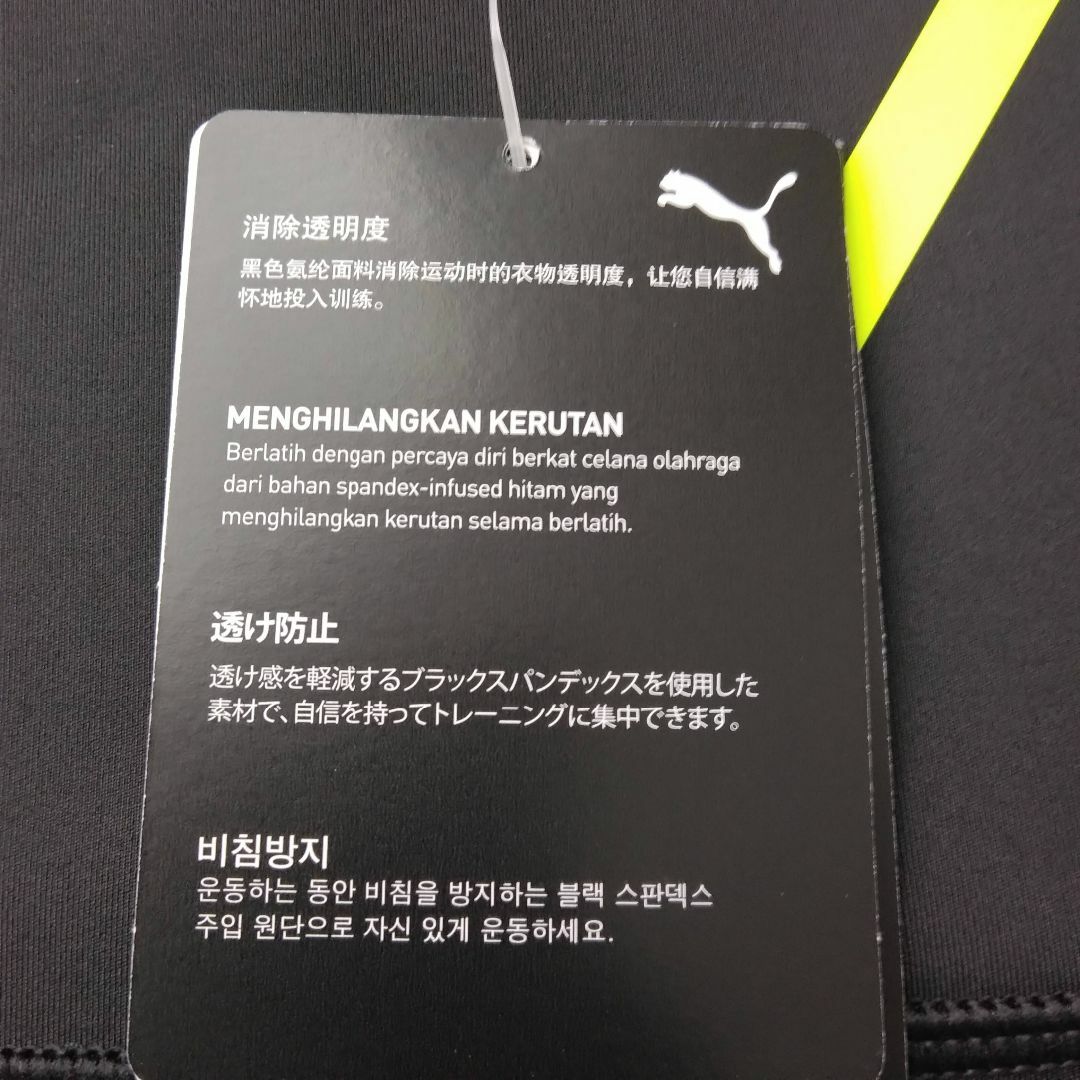 消除透明度
黑色氨纶面料消除运动时的衣物透明度，让您自信满
怀地投入训练。
MENGHILANGKAN KERUTAN
Berlatih dengan percaya diri berkat celana olahraga
dari bahan spandex-infused hitam yang
menghilangkan kerutan selama berlatih.
透け防止
透け感を軽減するブラックスパンデックスを使用した
素材で、自信を持ってトレーニングに集中できます。
비침방지
운동하는 동안 비침을 방지하는 블랙 스판덱스
주입 원단으로 자신 있게 운동하세요.